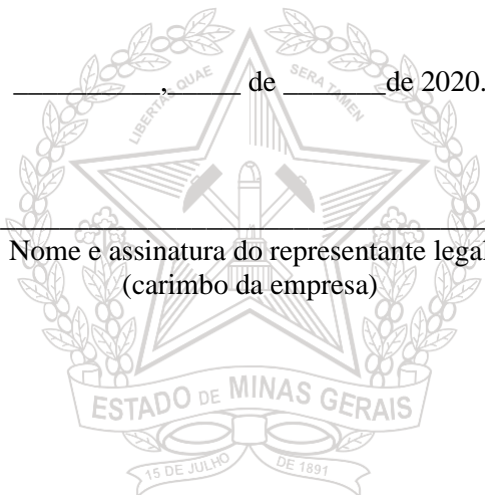 LIBERTAS QUAE SERA TAMEN
__________,_____ de _______de 2020.
Nome e assinatura do representante legal
(carimbo da empresa)
ESTADO DE MINAS GERAIS
15 DE JULHO DE 1891